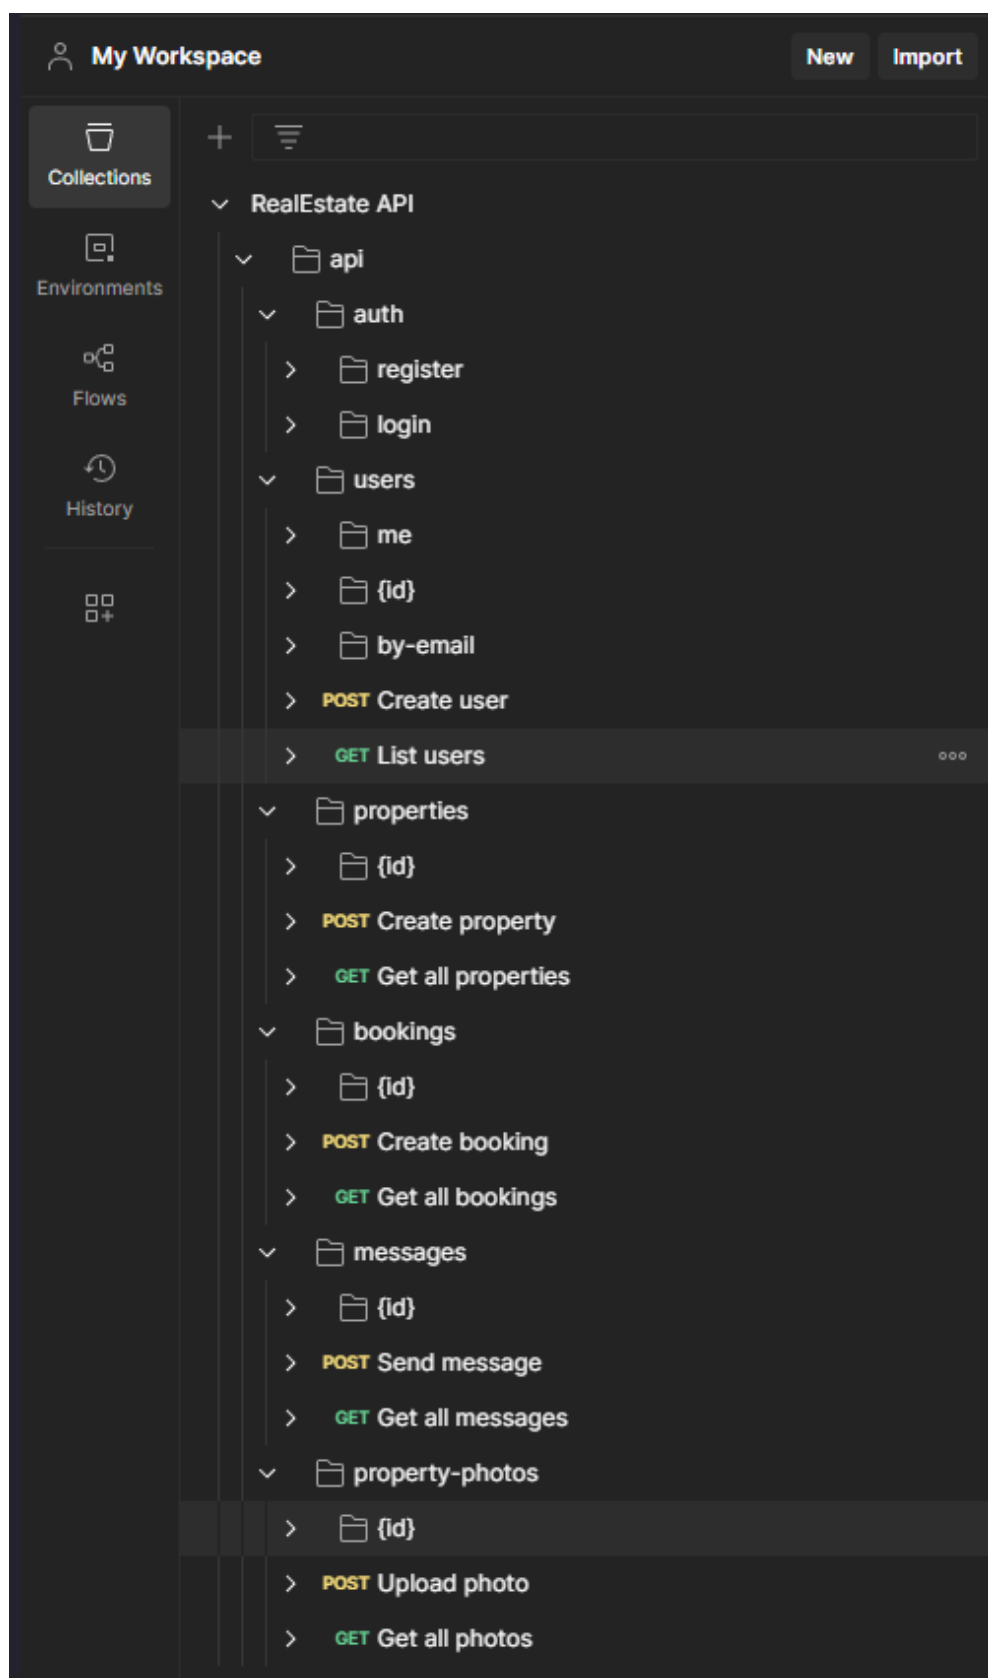 My Workspace
New
Import
Collections
Environments
Flows
History
RealEstate API
api
auth
register
login
users
me
{id}
by-email
POST Create user
GET List users
properties
{id}
POST Create property
GET Get all properties
bookings
{id}
POST Create booking
GET Get all bookings
messages
{id}
POST Send message
GET Get all messages
property-photos
{id}
POST Upload photo
GET Get all photos